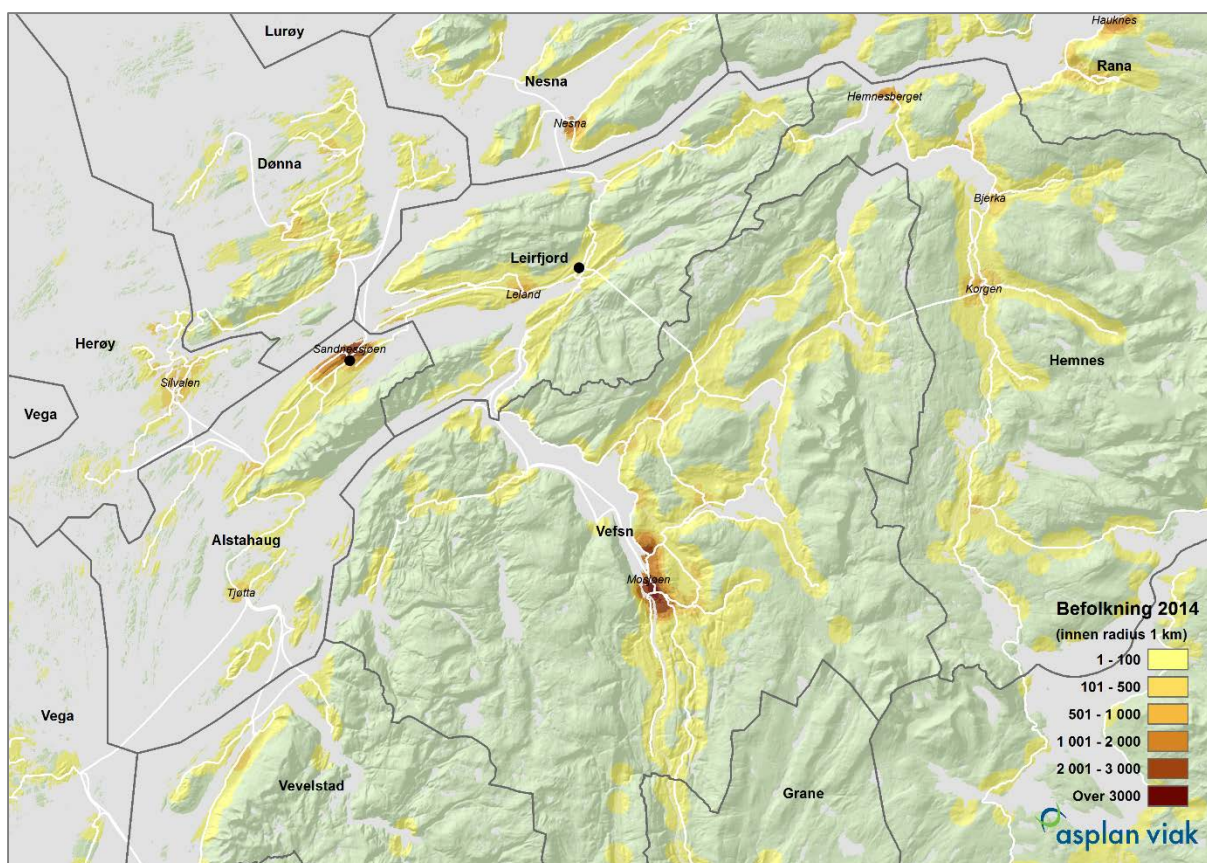 Lurøy
Hauknes
Nesna
Rana
Hemnesberget
Nesna
Dønna
Bjerka
Leirfjord
Leland
Korgen
Herøy
Sandnessjøen
Hemnes
Silvalen
Vega
Vefsn
Alstahaug
Mosjøen
Tjøtta
Befolkning 2014
(innen radius 1 km)
1 - 100
101 - 500
501 - 1 000
1 001 - 2 000
2 001 - 3 000
Over 3000
Vega
Vevelstad
Grane
asplan viak